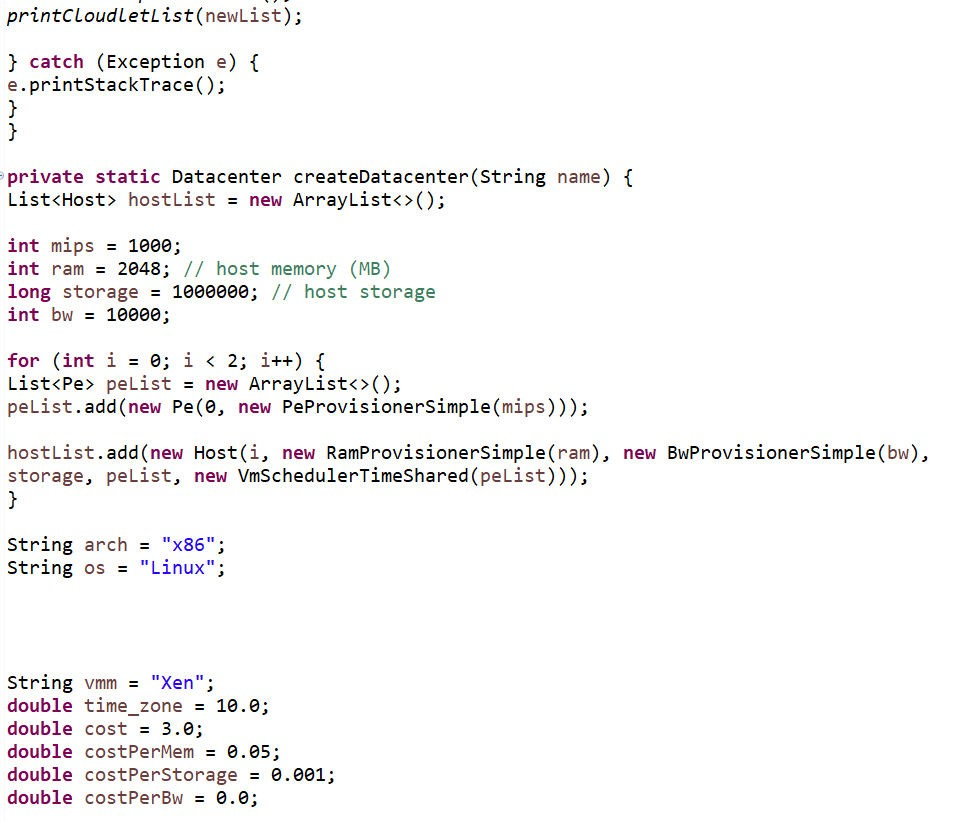 printCloudletList(newList);
} catch (Exception e) {
e.printStackTrace();
}
}
private static Datacenter createDatacenter(String name) {
List<Host> hostList = new ArrayList<>();
int mips = 1000;
int ram = 2048; // host memory (MB)
long storage = 1000000; // host storage
int bw = 10000;
for (int i = 0; i < 2; i++) {
List<Pe> peList = new ArrayList<>();
peList.add(new Pe(0, new PeProvisionerSimple(mips)));
hostList.add(new Host(i, new RamProvisionerSimple(ram), new BwProvisionerSimple(bw),
storage, peList, new VmSchedulerTimeShared(peList)));
}
String arch = "x86";
String os = "Linux";
String vmm = "Xen";
double time_zone = 10.0;
double cost = 3.0;
double costPerMem = 0.05;
double costPerStorage = 0.001;
double costPerBw = 0.0;